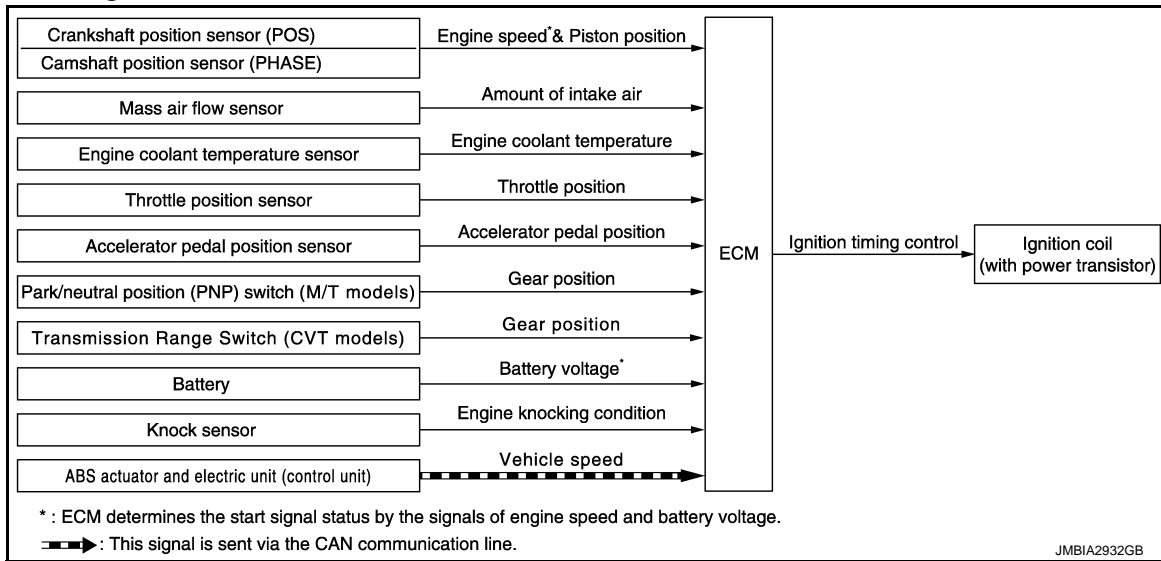 Crankshaft position sensor (POS)
Camshaft position sensor (PHASE)
Engine speed* & Piston position
Mass air flow sensor
Amount of intake air
Engine coolant temperature sensor
Engine coolant temperature
Throttle position sensor
Throttle position
Accelerator pedal position sensor
Accelerator pedal position
Park/neutral position (PNP) switch (M/T models)
Gear position
Transmission Range Switch (CVT models)
Gear position
Battery
Battery voltage*
Knock sensor
Engine knocking condition
ABS actuator and electric unit (control unit)
Vehicle speed
ECM
Ignition timing control
Ignition coil
(with power transistor)
* : ECM determines the start signal status by the signals of engine speed and battery voltage.
: This signal is sent via the CAN communication line.
JMBIA2932GB